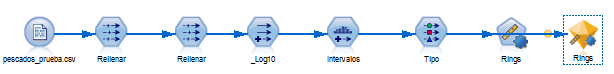 pescados_prueba.csv
Rellenar
Rellenar
_Log10
Intervalos
Tipo
Rings
Rings